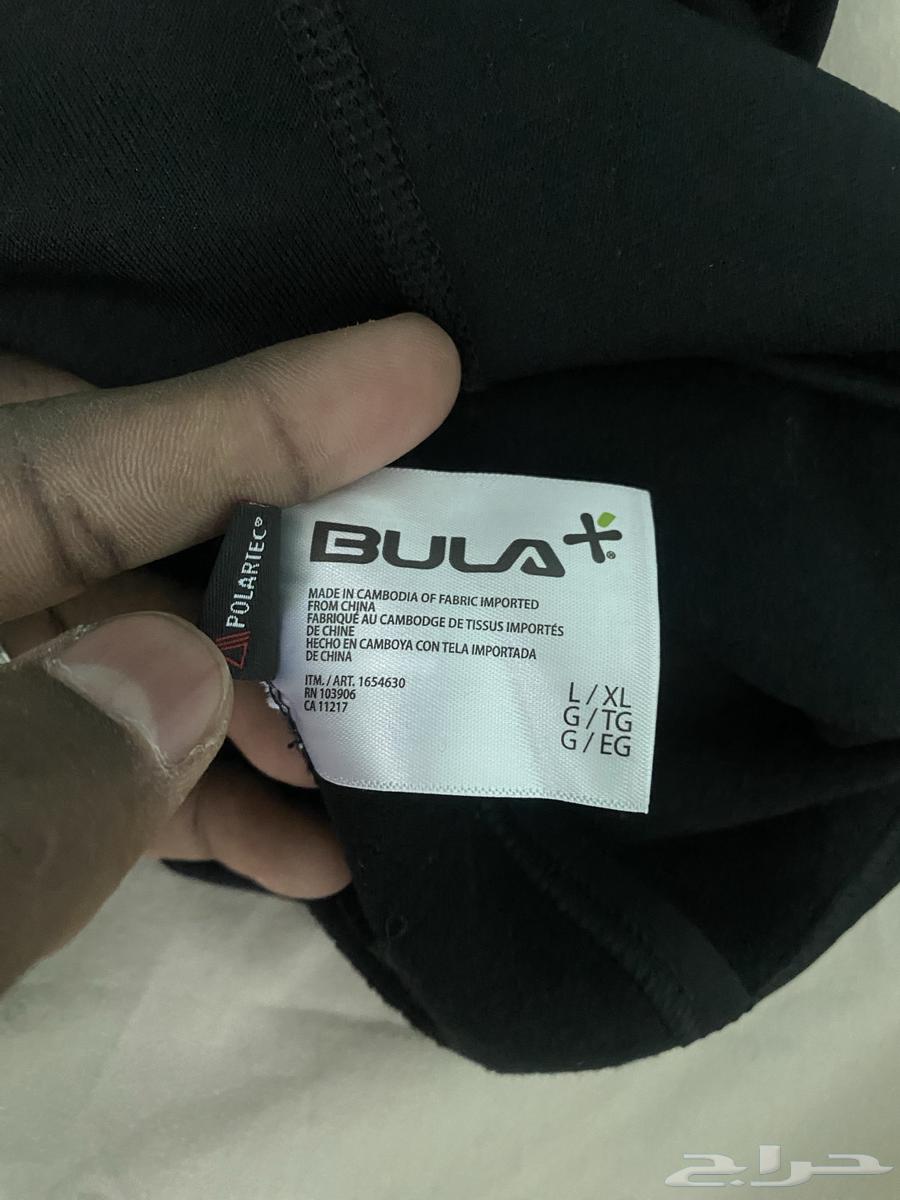 POLARTEC®
BULA®
MADE IN CAMBODIA OF FABRIC IMPORTED
FROM CHINA
FABRIQUÉ AU CAMBODGE DE TISSUS IMPORTÉS
DE CHINE
HECHO EN CAMBOYA CON TELA IMPORTADA
DE CHINA
ITM. / ART. 1654630
RN 103906
CA 11217
L / XL
G / TG
G / EG
حراج